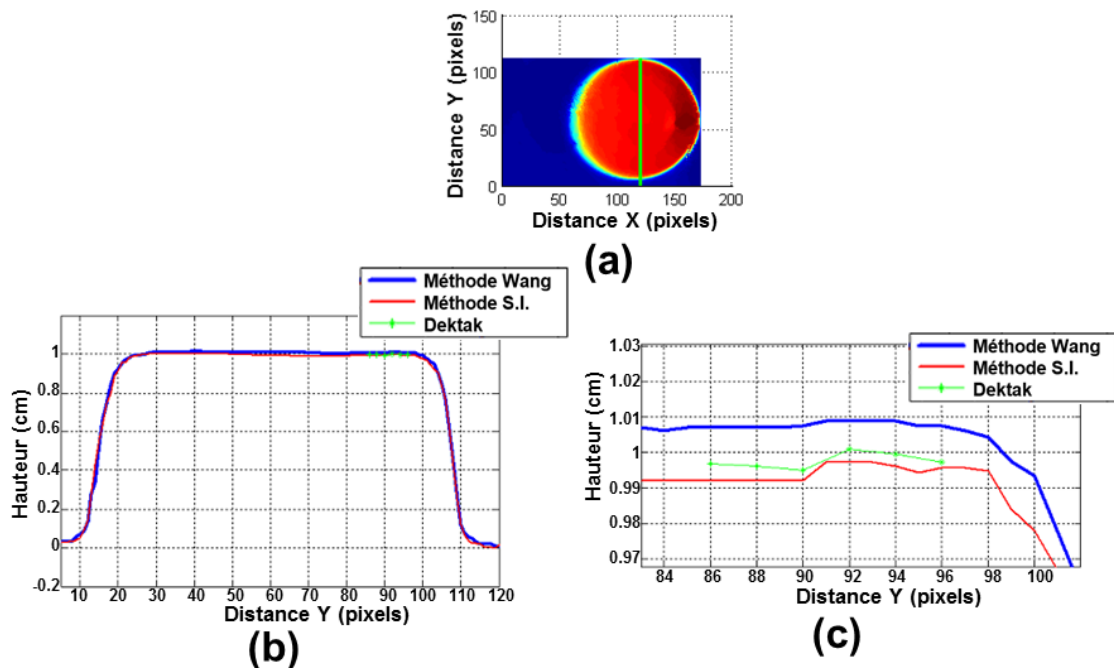 150
100
50
0
Distance Y (pixels)
0 50 100 150 200
Distance X (pixels)
(a)
Méthode Wang
Méthode S.I.
Dektak
1
0.8
0.6
0.4
0.2
0
-0.2
Hauteur (cm)
10 20 30 40 50 60 70 80 90 100 110 120
Distance Y (pixels)
(b)
Méthode Wang
Méthode S.I.
Dektak
1.03
1.02
1.01
1
0.99
0.98
0.97
Hauteur (cm)
84 86 88 90 92 94 96 98 100
Distance Y (pixels)
(c)